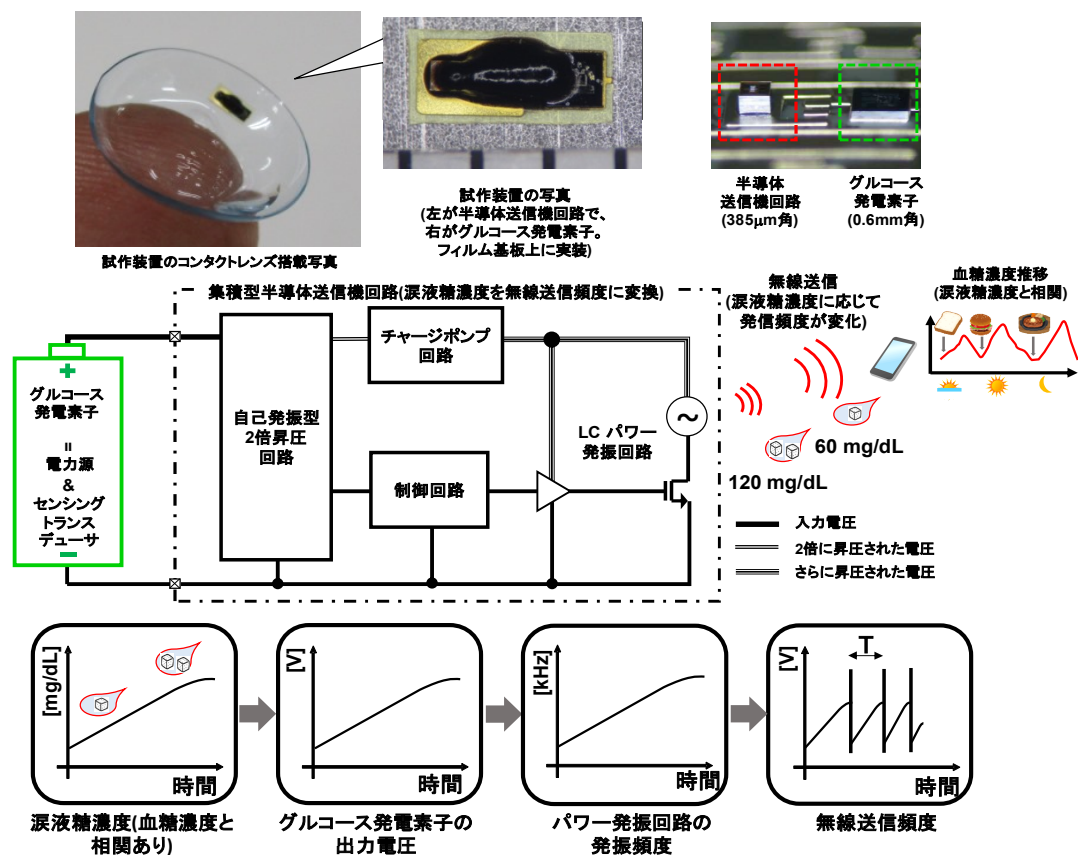 試作装置のコンタクトレンズ搭載写真
試作装置の写真
(左が半導体送信機回路で、
右がグルコース発電素子。
フィルム基板上に実装)
半導体
送信機回路
(385μm角)
グルコース
発電素子
(0.6mm角)
集積型半導体送信機回路(涙液糖濃度を無線送信頻度に変換)
グルコース
発電素子
=
電力源
&
センシング
トランス
デューサ
自己発振型
2倍昇圧
回路
チャージポンプ
回路
制御回路
LC パワー
発振回路
~
無線送信
(涙液糖濃度に応じて
発信頻度が変化)
60 mg/dL
120 mg/dL
血糖濃度推移
(涙液糖濃度と相関)
入力電圧
2倍に昇圧された電圧
さらに昇圧された電圧
[mg/dL]
時間
涙液糖濃度(血糖濃度と
相関あり)
[V]
時間
グルコース発電素子の
出力電圧
[kHz]
時間
パワー発振回路の
発振頻度
[V]
T
時間
無線送信頻度